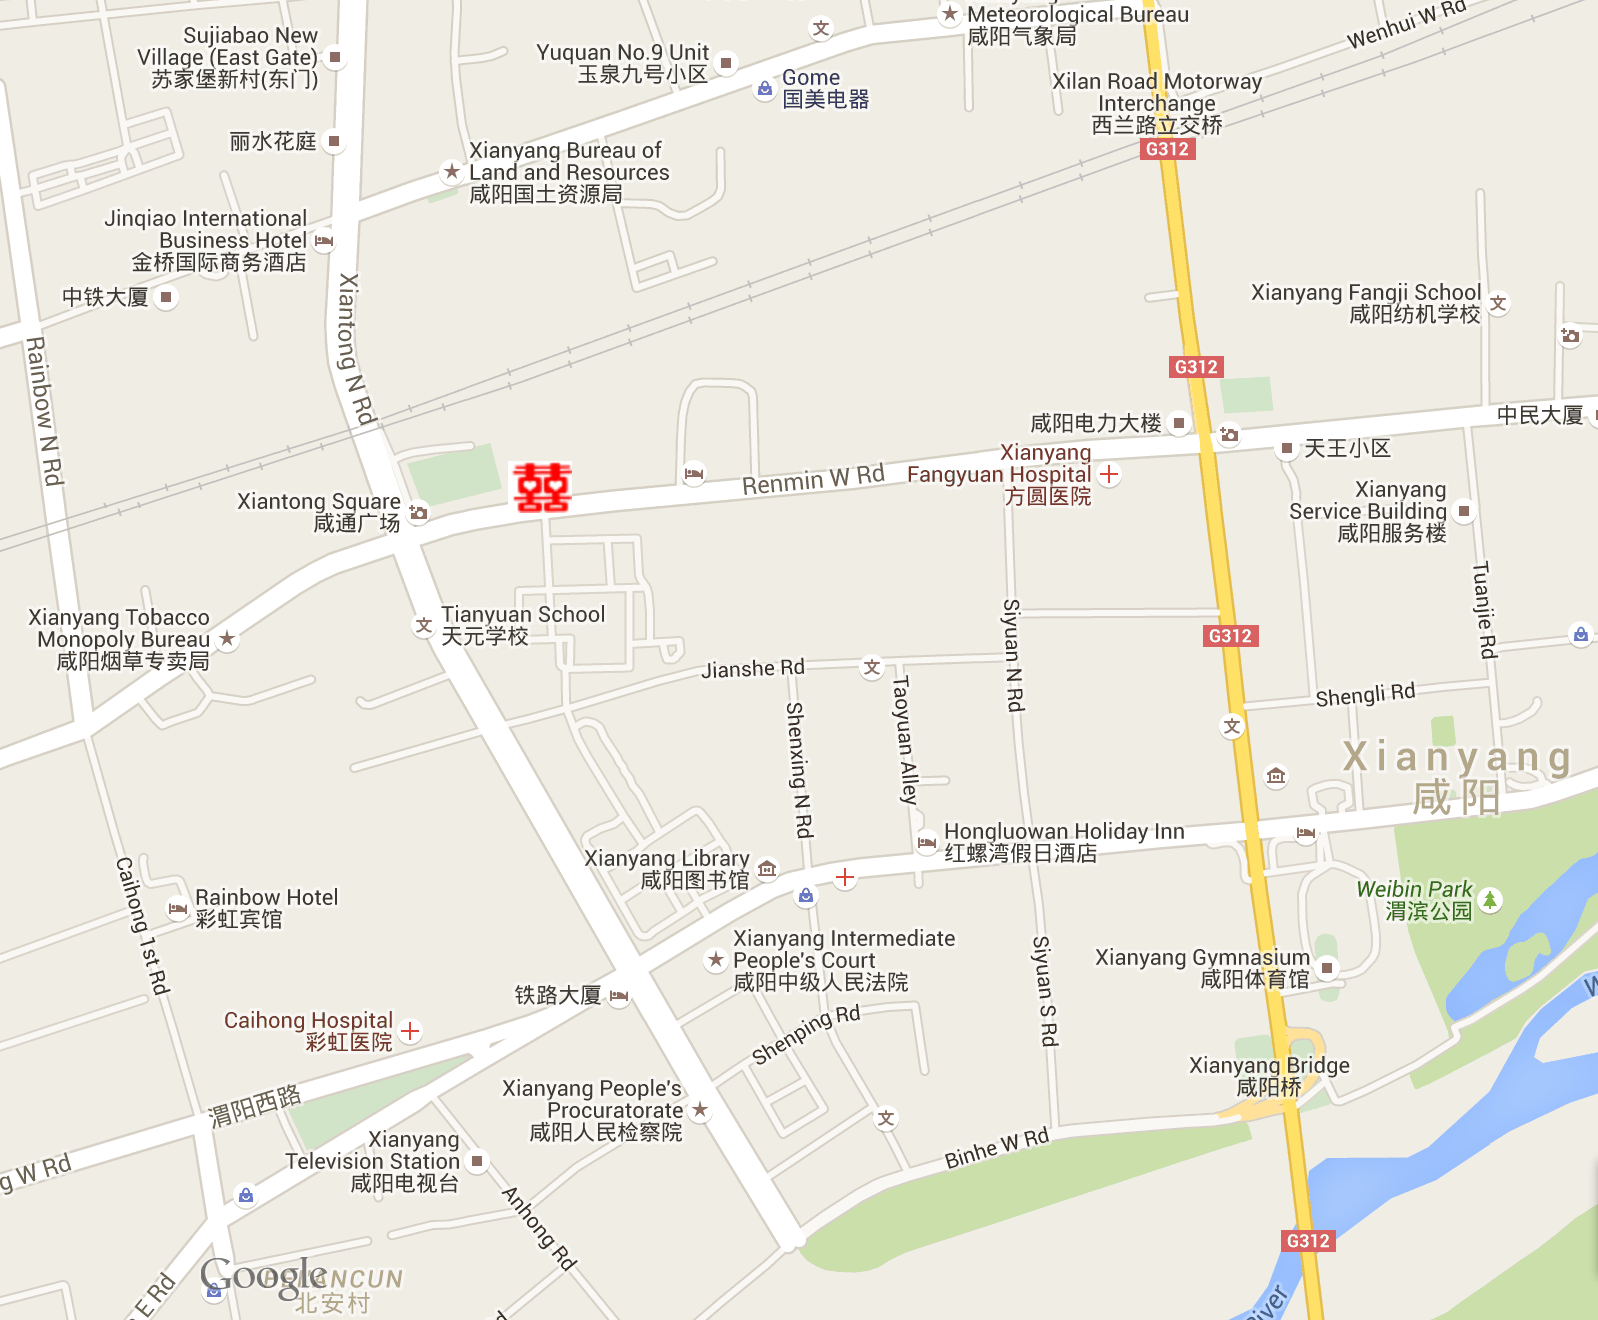 Sujiabao New
Village (East Gate)
苏家堡新村(东门)
Yuquan No.9 Unit
玉泉九号小区
Gome
国美电器
Meteorological Bureau
咸阳气象局
Wenhui W Rd
Xilan Road Motorway
Interchange
西兰路立交桥
G312
丽水花庭
Xianyang Bureau of
Land and Resources
咸阳国土资源局
Jinqiao International
Business Hotel
金桥国际商务酒店
中铁大厦
Xiantong N Rd
Rainbow N Rd
Xianyang Fangji School
咸阳纺机学校
G312
咸阳电力大楼
中民大厦
天王小区
Xianyang
Fangyuan Hospital
方圆医院
囍
Renmin W Rd
Xiantong Square
咸通广场
Xianyang
Service Building
咸阳服务楼
Tuanjie Rd
Xianyang Tobacco
Monopoly Bureau
咸阳烟草专卖局
Tianyuan School
天元学校
Siyuan N Rd
G312
Jianshe Rd
Taoyuan Alley
Shenxing N Rd
Shengli Rd
Xianyang
咸阳
Hongluowan Holiday Inn
红螺湾假日酒店
Xianyang Library
咸阳图书馆
Caihong 1st Rd
Rainbow Hotel
彩虹宾馆
Weibin Park
渭滨公园
Xianyang Intermediate
People's Court
咸阳中级人民法院
Siyuan S Rd
Xianyang Gymnasium
咸阳体育馆
铁路大厦
Caihong Hospital
彩虹医院
Shenping Rd
Xianyang Bridge
咸阳桥
渭阳西路
Xianyang People's
Procuratorate
咸阳人民检察院
Xianyang
Television Station
咸阳电视台
g W Rd
Binhe W Rd
Anhong Rd
G312
Google
BEIANCUN
北安村
E Rd
River